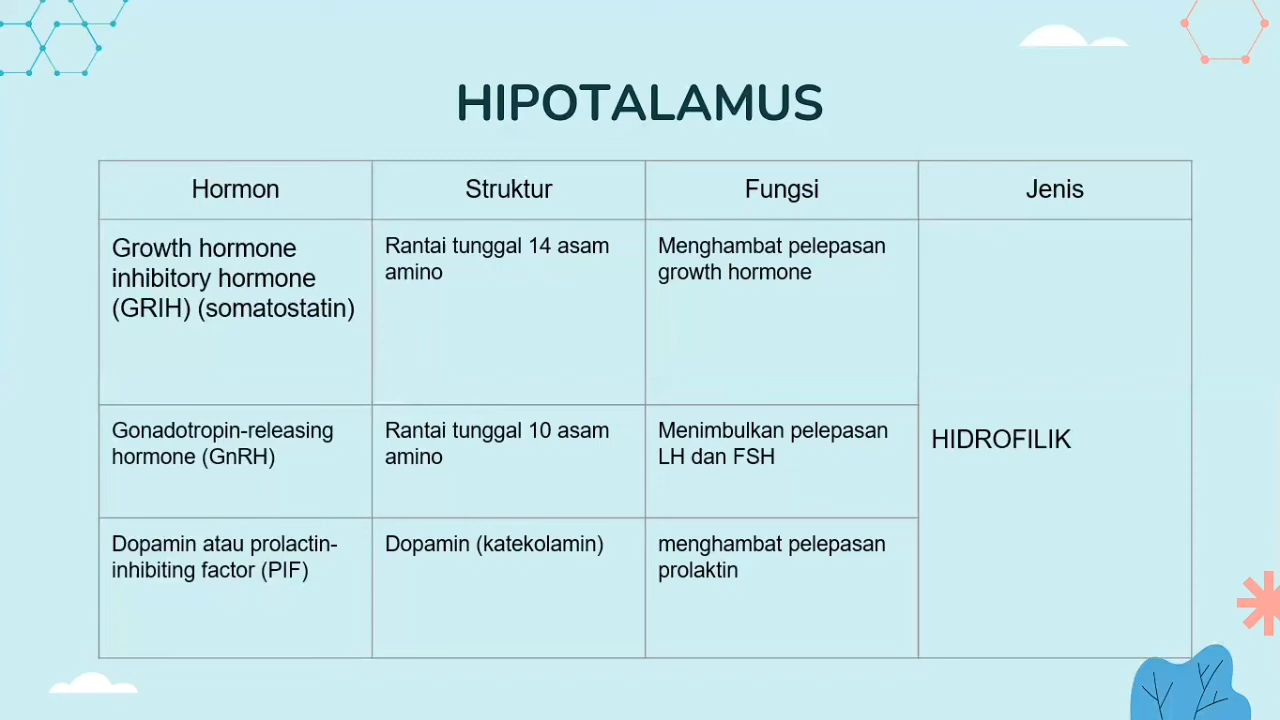 HIPOTALAMUS
Hormon
Struktur
Fungsi
Jenis
Growth hormone
inhibitory hormone
(GRIH) (somatostatin)
Rantai tunggal 14 asam
amino
Menghambat pelepasan
growth hormone
HIDROFILIK
Gonadotropin-releasing
hormone (GnRH)
Rantai tunggal 10 asam
amino
Menimbulkan pelepasan
LH dan FSH
Dopamin atau prolactin-
inhibiting factor (PIF)
Dopamin (katekolamin)
menghambat pelepasan
prolaktin